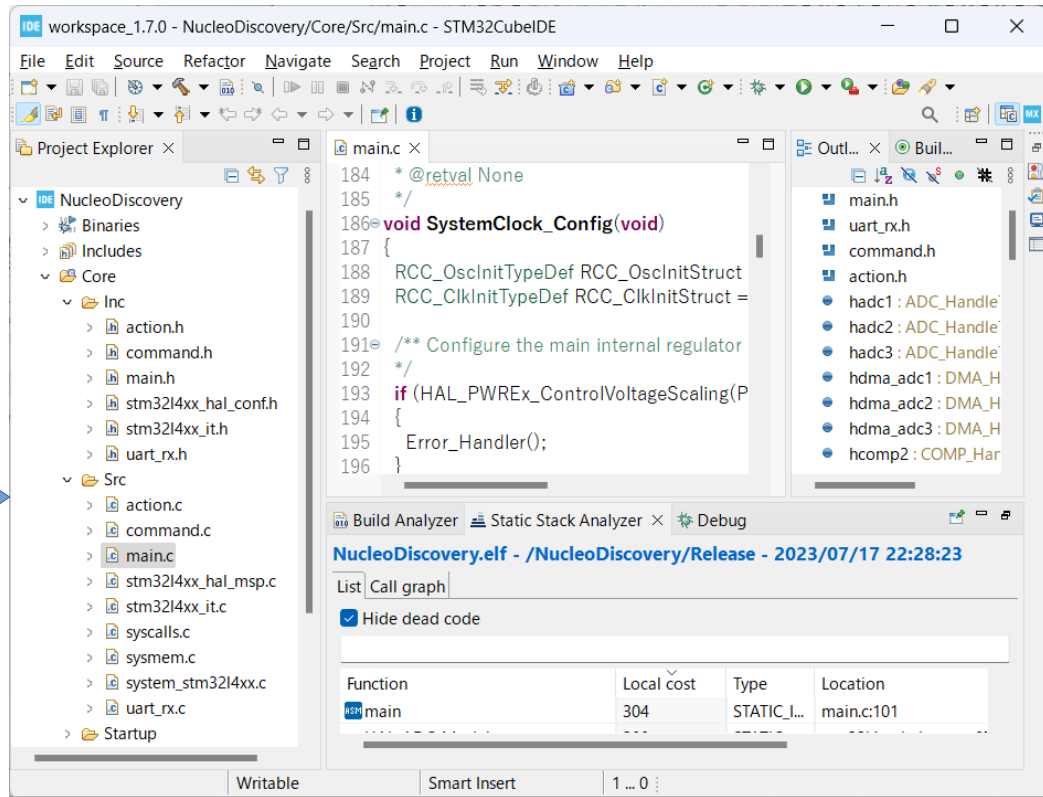 IDE workspace_1.7.0 - NucleoDiscovery/Core/Src/main.c - STM32CubeIDE
File Edit Source Refactor Navigate Search Project Run Window Help
MX
Project Explorer
NucleoDiscovery
Binaries
Includes
Core
Inc
action.h
command.h
main.h
stm32l4xx_hal_conf.h
stm32l4xx_it.h
uart_rx.h
Src
action.c
command.c
main.c
stm32l4xx_hal_msp.c
stm32l4xx_it.c
syscalls.c
sysmem.c
system_stm32l4xx.c
uart_rx.c
Startup
main.c
184 * @retval None
185 */
186 void SystemClock_Config(void)
187 {
188 RCC_OscInitTypeDef RCC_OscInitStruct
189 RCC_ClkInitTypeDef RCC_ClkInitStruct =
190
191 /** Configure the main internal regulator
192 */
193 if (HAL_PWREx_ControlVoltageScaling(P
194 {
195 Error_Handler();
196 }
Outl... Buil...
main.h
uart_rx.h
command.h
action.h
hadc1 : ADC_Handle
hadc2 : ADC_Handle
hadc3 : ADC_Handle
hdma_adc1 : DMA_H
hdma_adc2 : DMA_H
hdma_adc3 : DMA_H
hcomp2 : COMP_Har
Build Analyzer Static Stack Analyzer Debug
NucleoDiscovery.elf - /NucleoDiscovery/Release - 2023/07/17 22:28:23
List Call graph
Hide dead code
Function Local cost Type Location
ASM main 304 STATIC_I... main.c:101
Writable Smart Insert 1 ... 0